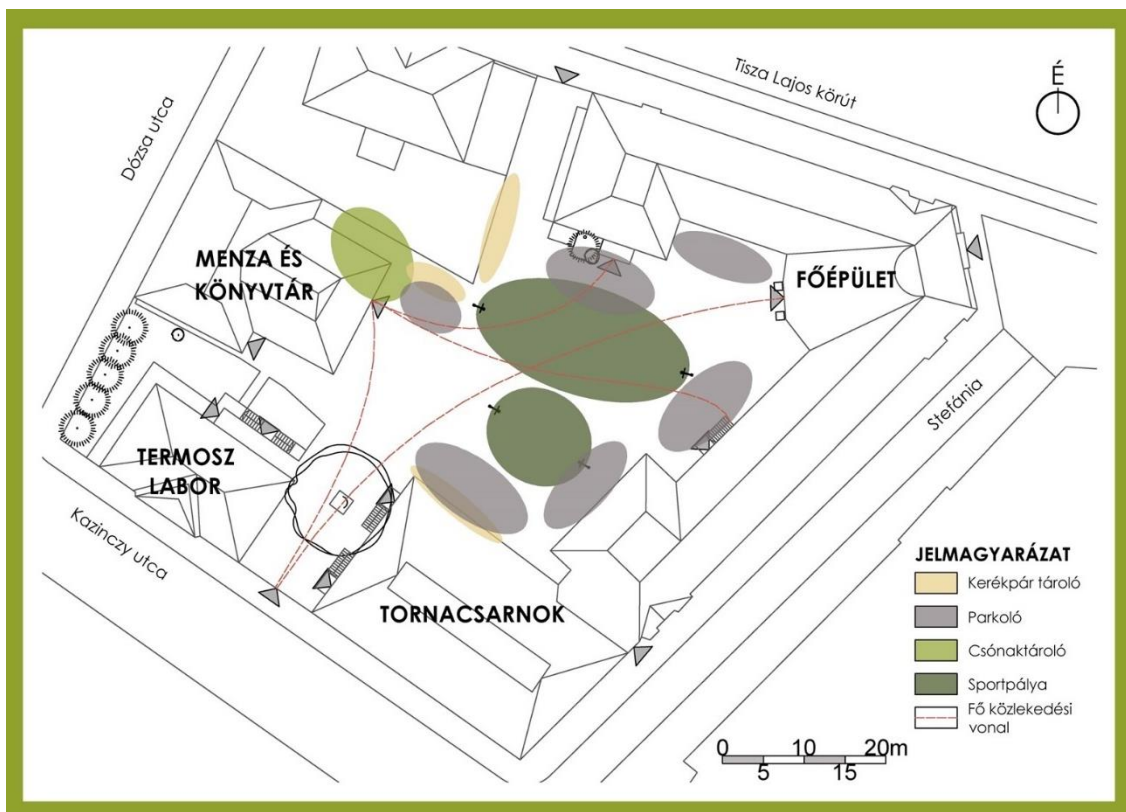 Tisza Lajos körút
É
Dózsa utca
MENZA ÉS
KÖNYVTÁR
FŐÉPÜLET
Stefánia
TERMOSZ
LABOR
Kazinczy utca
TORNACSARNOK
JELMAGYARÁZAT
Kerékpár tároló
Parkoló
Csónaktároló
Sportpálya
Fő közlekedési
vonal
0 10 20m
5 15